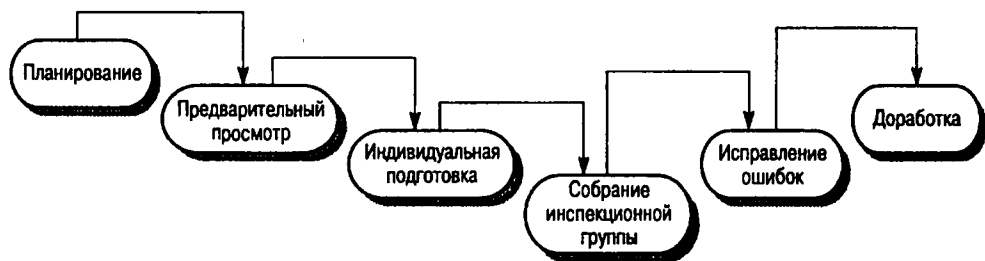 Планирование
Предварительный
просмотр
Индивидуальная
подготовка
Собрание
инспекционной
группы
Исправление
ошибок
Доработка